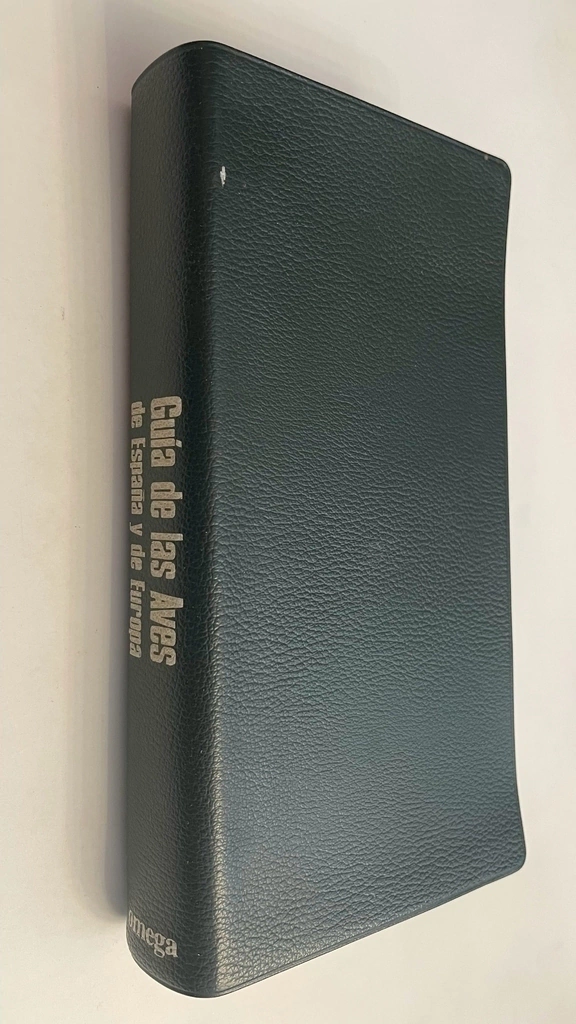 Guía de las Aves
de España y de Europa
omega